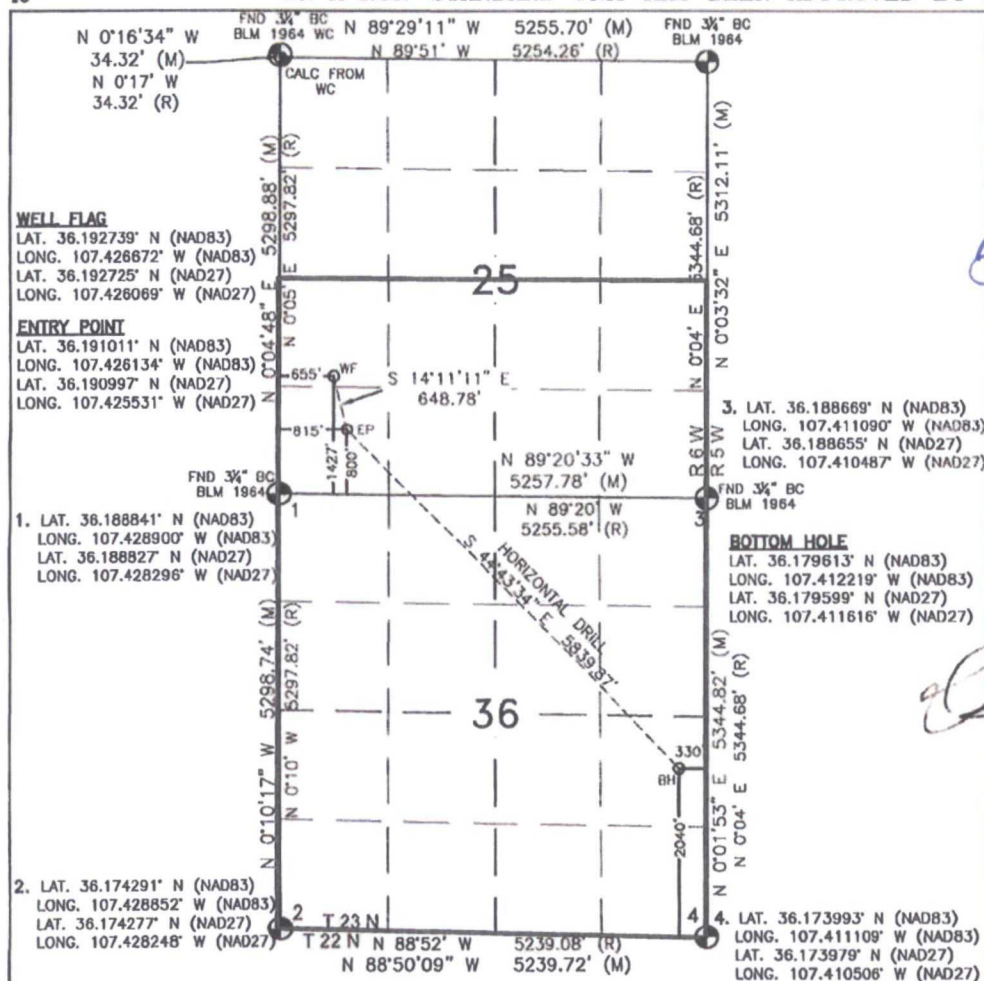 FND 3¼" BC
BLM 1964 WC
N 89°29'11" W 5255.70' (M)
N 89°51' W 5254.26' (R)
FND 3¼" BC
BLM 1964
N 0°16'34" W
34.32' (M)
N 0°17' W
34.32' (R)
CALC FROM
WC
N 0°04'48" E 5298.88' (M)
N 0°05' E 5297.82' (R)
N 0°04' E 5344.68' (R)
N 0°03'32" E 5312.11' (M)
WELL FLAG
LAT. 36.192739° N (NAD83)
LONG. 107.426672° W (NAD83)
LAT. 36.192725° N (NAD27)
LONG. 107.426069° W (NAD27)
25
ENTRY POINT
LAT. 36.191011° N (NAD83)
LONG. 107.426134° W (NAD83)
LAT. 36.190997° N (NAD27)
LONG. 107.425531° W (NAD27)
655'
WF
S 14°11'11" E
648.78'
815'
EP
1427'
800'
R 6 W
R 5 W
3. LAT. 36.188669° N (NAD83)
LONG. 107.411090° W (NAD83)
LAT. 36.188655° N (NAD27)
LONG. 107.410487° W (NAD27)
N 89°20'33" W
5257.78' (M)
N 89°20' W
5255.58' (R)
FND 3¼" BC
BLM 1964
1
FND 3¼" BC
BLM 1964
3
1. LAT. 36.188841° N (NAD83)
LONG. 107.428900° W (NAD83)
LAT. 36.188827° N (NAD27)
LONG. 107.428296° W (NAD27)
HORIZONTAL DRILL
S 44°43'34" E 5839.87'
BOTTOM HOLE
LAT. 36.179613° N (NAD83)
LONG. 107.412219° W (NAD83)
LAT. 36.179599° N (NAD27)
LONG. 107.411616° W (NAD27)
N 0°10'17" W 5298.74' (M)
N 0°10' W 5297.82' (R)
36
N 0°01'53" E 5344.82' (M)
N 0°04' E 5344.68' (R)
330'
BH
2040'
2. LAT. 36.174291° N (NAD83)
LONG. 107.428852° W (NAD83)
LAT. 36.174277° N (NAD27)
LONG. 107.428248° W (NAD27)
2
T 23 N
T 22 N
N 88°52' W 5239.08' (R)
N 88°50'09" W 5239.72' (M)
4
4. LAT. 36.173993° N (NAD83)
LONG. 107.411109° W (NAD83)
LAT. 36.173979° N (NAD27)
LONG. 107.410506° W (NAD27)